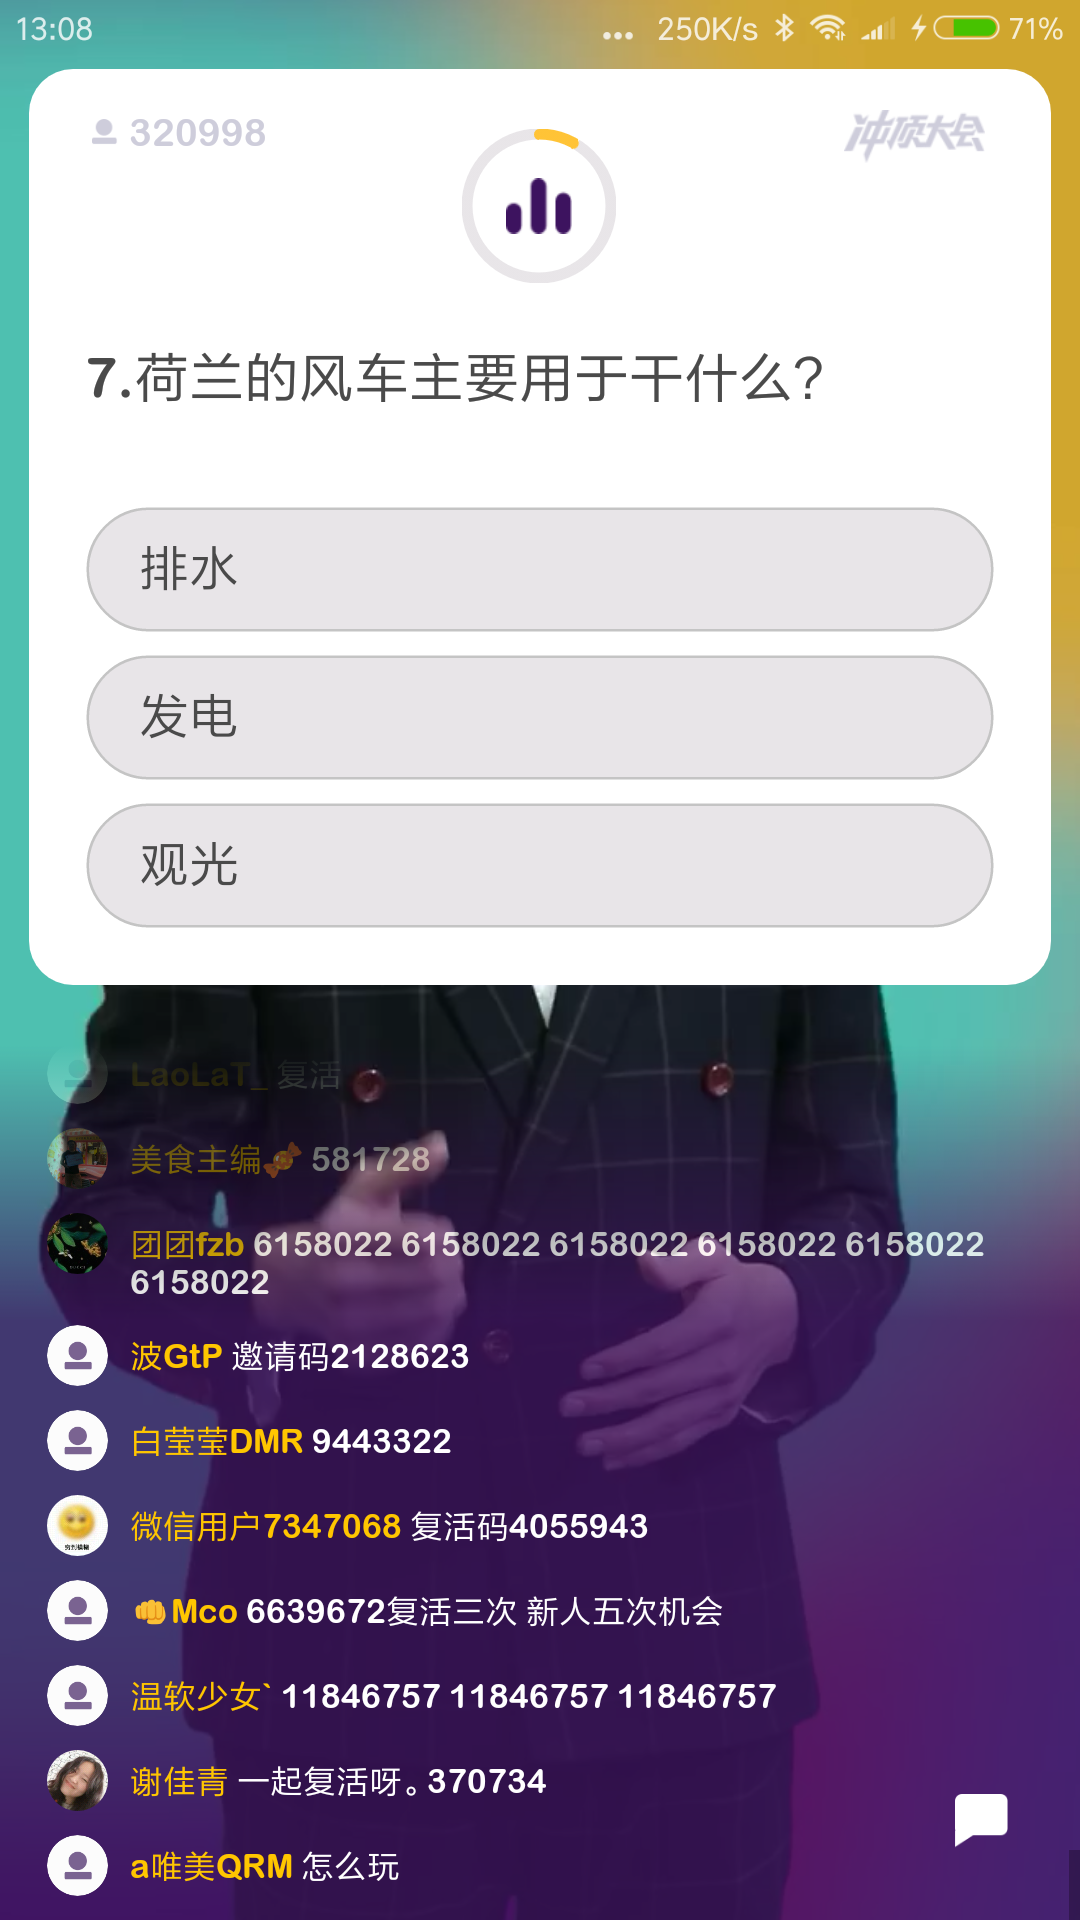 13:08
... 250K/s 71%
320998
冲顶大会
7.荷兰的风车主要用于干什么?
排水
发电
观光
LaoLaT_ 复活
美食主编🍬 581728
团团fzb 6158022 6158022 6158022 6158022 6158022
6158022
波GtP 邀请码2128623
白莹莹DMR 9443322
微信用户7347068 复活码4055943
👊Mco 6639672复活三次 新人五次机会
温软少女` 11846757 11846757 11846757
谢佳青 一起复活呀。370734
a唯美QRM 怎么玩